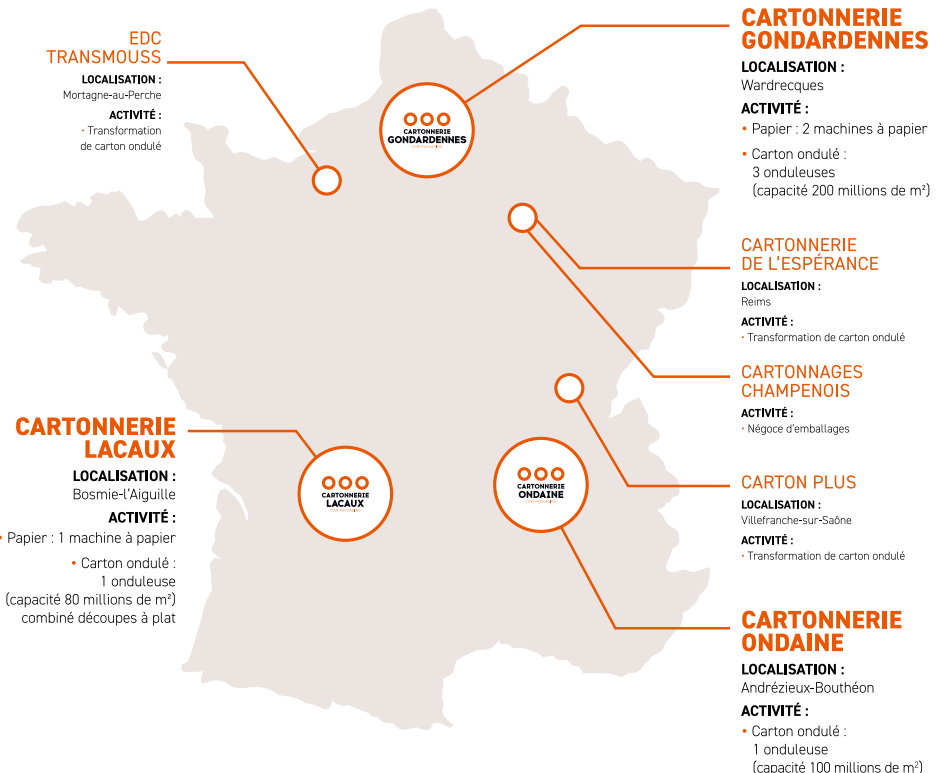 EDC
TRANSMOUSS
LOCALISATION :
Mortagne-au-Perche
ACTIVITÉ :
• Transformation
de carton ondulé
CARTONNERIE
GONDARDENNES
LOCALISATION :
Wardrecques
ACTIVITÉ :
• Papier : 2 machines à papier
• Carton ondulé :
3 onduleuses
(capacité 200 millions de m²)
CARTONNERIE
GONDARDENNES
CARTONNERIE
DE L'ESPÉRANCE
LOCALISATION :
Reims
ACTIVITÉ :
• Transformation de carton ondulé
CARTONNAGES
CHAMPENOIS
ACTIVITÉ :
• Négoce d'emballages
CARTONNERIE
LACAUX
LOCALISATION :
Bosmie-l'Aiguille
ACTIVITÉ :
• Papier : 1 machine à papier
• Carton ondulé :
1 onduleuse
(capacité 80 millions de m²)
combiné découpes à plat
CARTONNERIE
LACAUX
CARTONNERIE
ONDAINE
CARTON PLUS
LOCALISATION :
Villefranche-sur-Saône
ACTIVITÉ :
• Transformation de carton ondulé
CARTONNERIE
ONDAINE
LOCALISATION :
Andrézieux-Bouthéon
ACTIVITÉ :
• Carton ondulé :
1 onduleuse
(capacité 100 millions de m²)